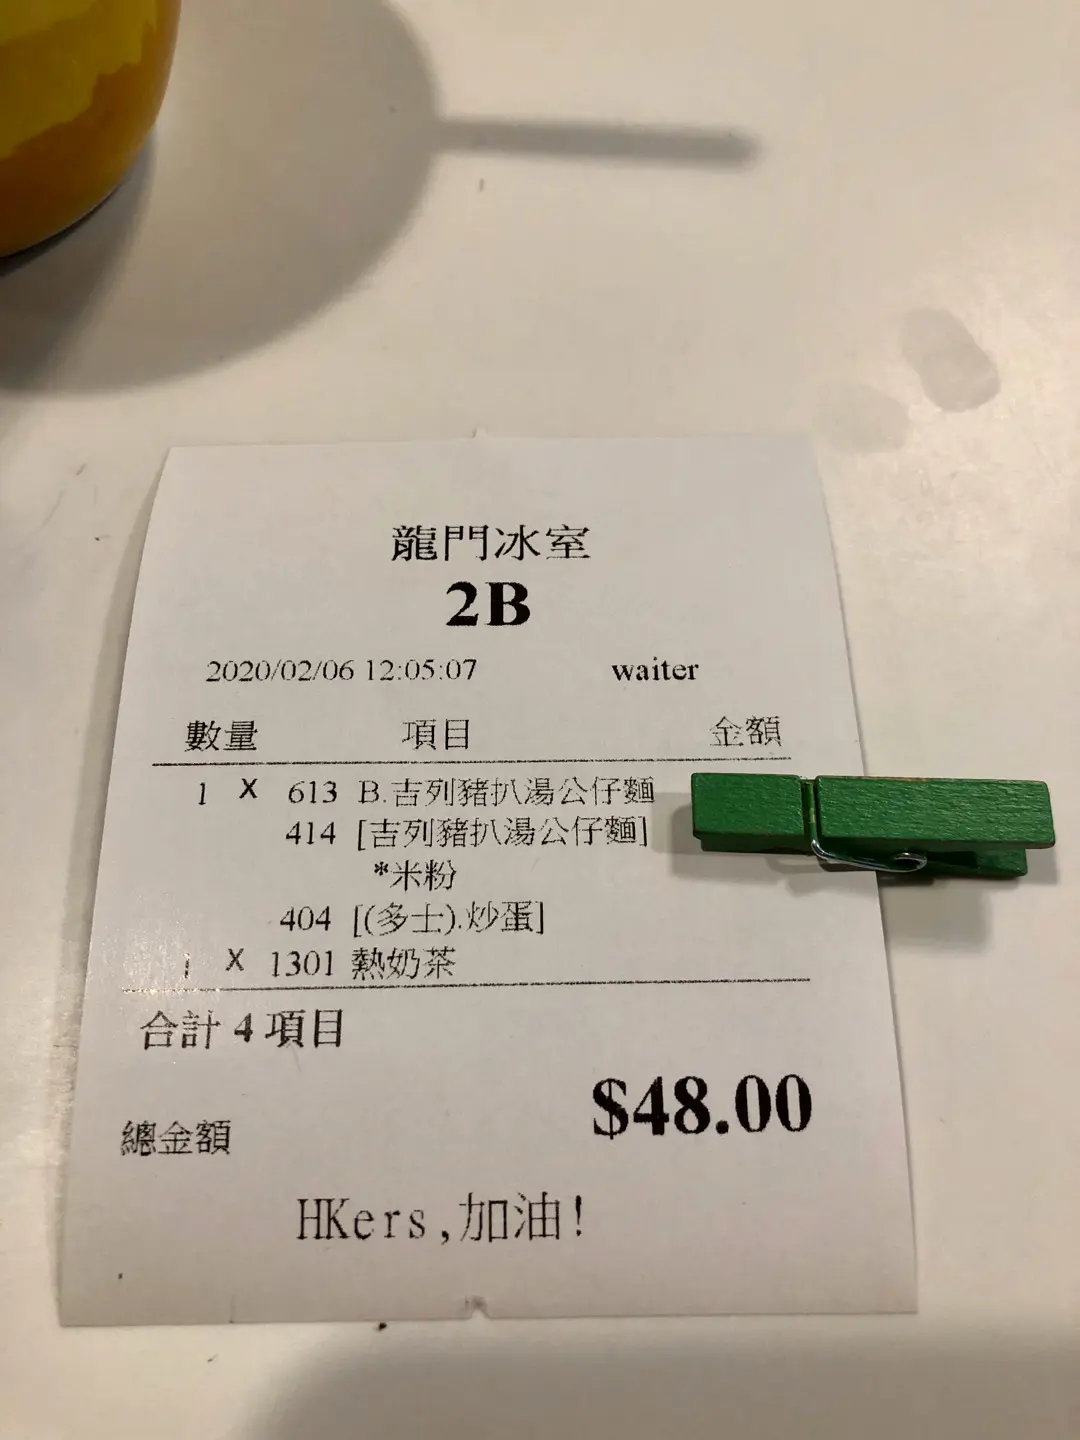 龍門冰室
2B
2020/02/06 12:05:07 waiter
數量 項目 金額
1 X 613 B.吉列豬扒湯公仔麵
414 [吉列豬扒湯公仔麵]
*米粉
404 [(多士).炒蛋]
1 X 1301 熱奶茶
合計 4 項目
$48.00
總金額
HKers,加油!